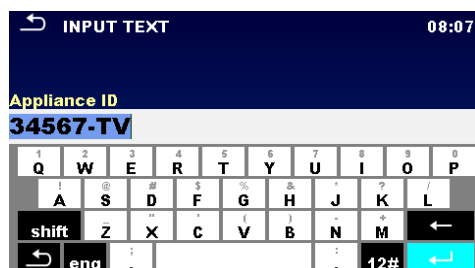 INPUT TEXT 08:07
Appliance ID
34567-TV
1 2 3 4 5 6 7 8 9 0
Q W E R T Y U I O P
! @ # $ % & * - ? /
A S D F G H J K L
" ' ( ) - +
shift Z X C V B N M
; :
eng . . 12#